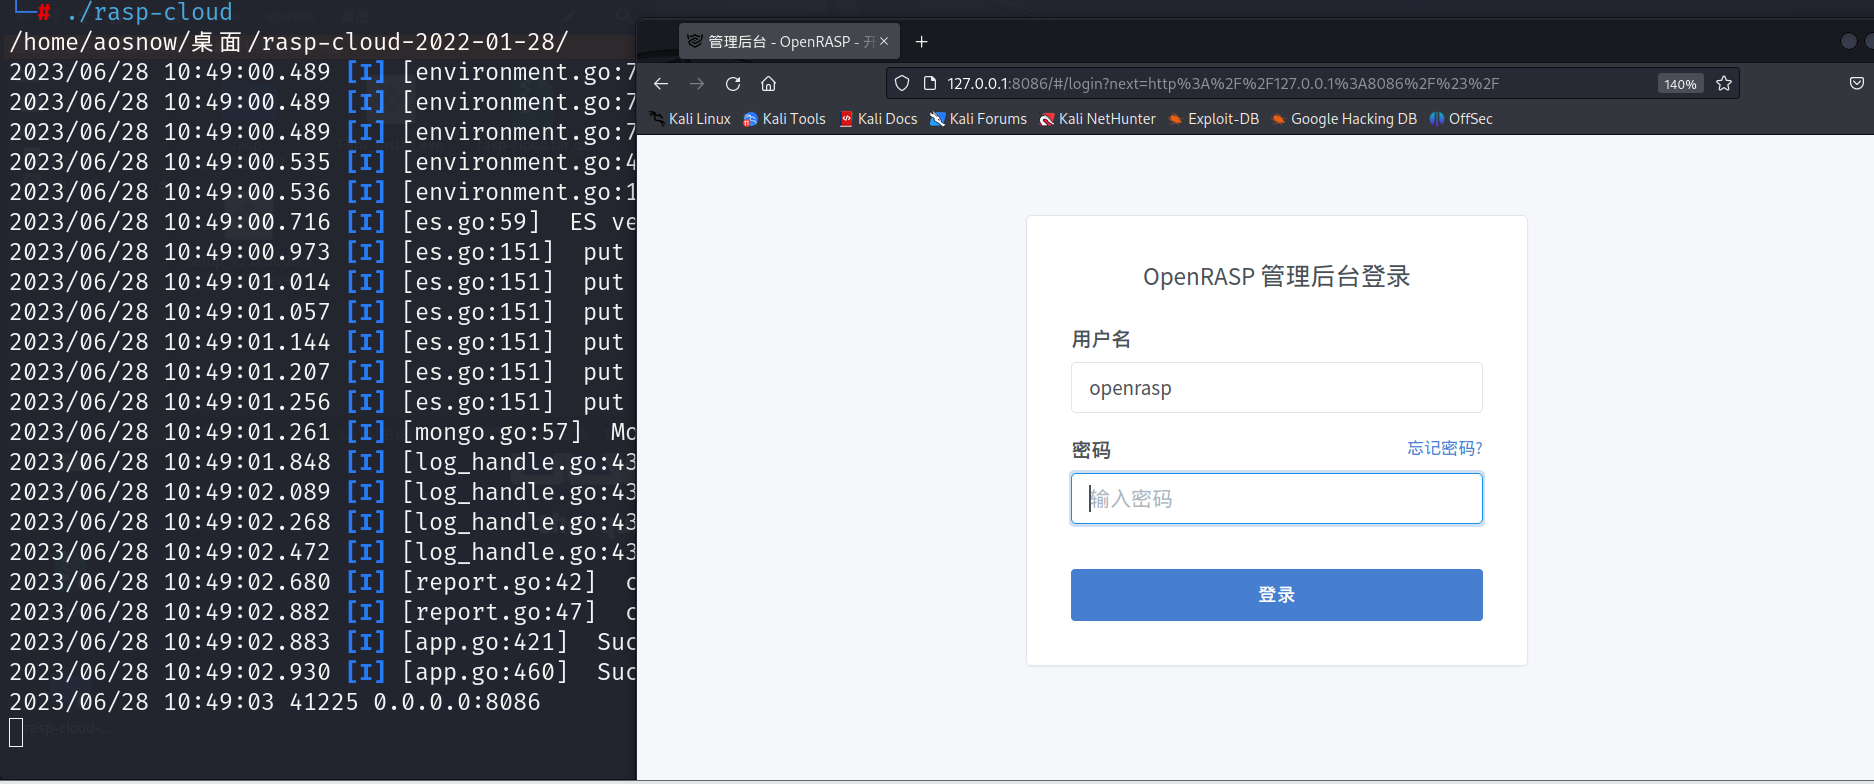 └─# ./rasp-cloud
/home/aosnow/桌面/rasp-cloud-2022-01-28/
2023/06/28 10:49:00.489 [I] [environment.go:7
2023/06/28 10:49:00.489 [I] [environment.go:7
2023/06/28 10:49:00.489 [I] [environment.go:7
2023/06/28 10:49:00.535 [I] [environment.go:4
2023/06/28 10:49:00.536 [I] [environment.go:1
2023/06/28 10:49:00.716 [I] [es.go:59]  ES ve
2023/06/28 10:49:00.973 [I] [es.go:151]  put
2023/06/28 10:49:01.014 [I] [es.go:151]  put
2023/06/28 10:49:01.057 [I] [es.go:151]  put
2023/06/28 10:49:01.144 [I] [es.go:151]  put
2023/06/28 10:49:01.207 [I] [es.go:151]  put
2023/06/28 10:49:01.256 [I] [es.go:151]  put
2023/06/28 10:49:01.261 [I] [mongo.go:57]  Mo
2023/06/28 10:49:01.848 [I] [log_handle.go:43
2023/06/28 10:49:02.089 [I] [log_handle.go:43
2023/06/28 10:49:02.268 [I] [log_handle.go:43
2023/06/28 10:49:02.472 [I] [log_handle.go:43
2023/06/28 10:49:02.680 [I] [report.go:42]  c
2023/06/28 10:49:02.882 [I] [report.go:47]  c
2023/06/28 10:49:02.883 [I] [app.go:421]  Suc
2023/06/28 10:49:02.930 [I] [app.go:460]  Suc
2023/06/28 10:49:03 41225 0.0.0.0:8086
rasp-cloud-...
管理后台 - OpenRASP - 开
127.0.0.1:8086/#/login?next=http%3A%2F%2F127.0.0.1%3A8086%2F%23%2F 140%
Kali Linux Kali Tools Kali Docs Kali Forums Kali NetHunter Exploit-DB Google Hacking DB OffSec
OpenRASP 管理后台登录
用户名
openrasp
密码 忘记密码?
输入密码
登录